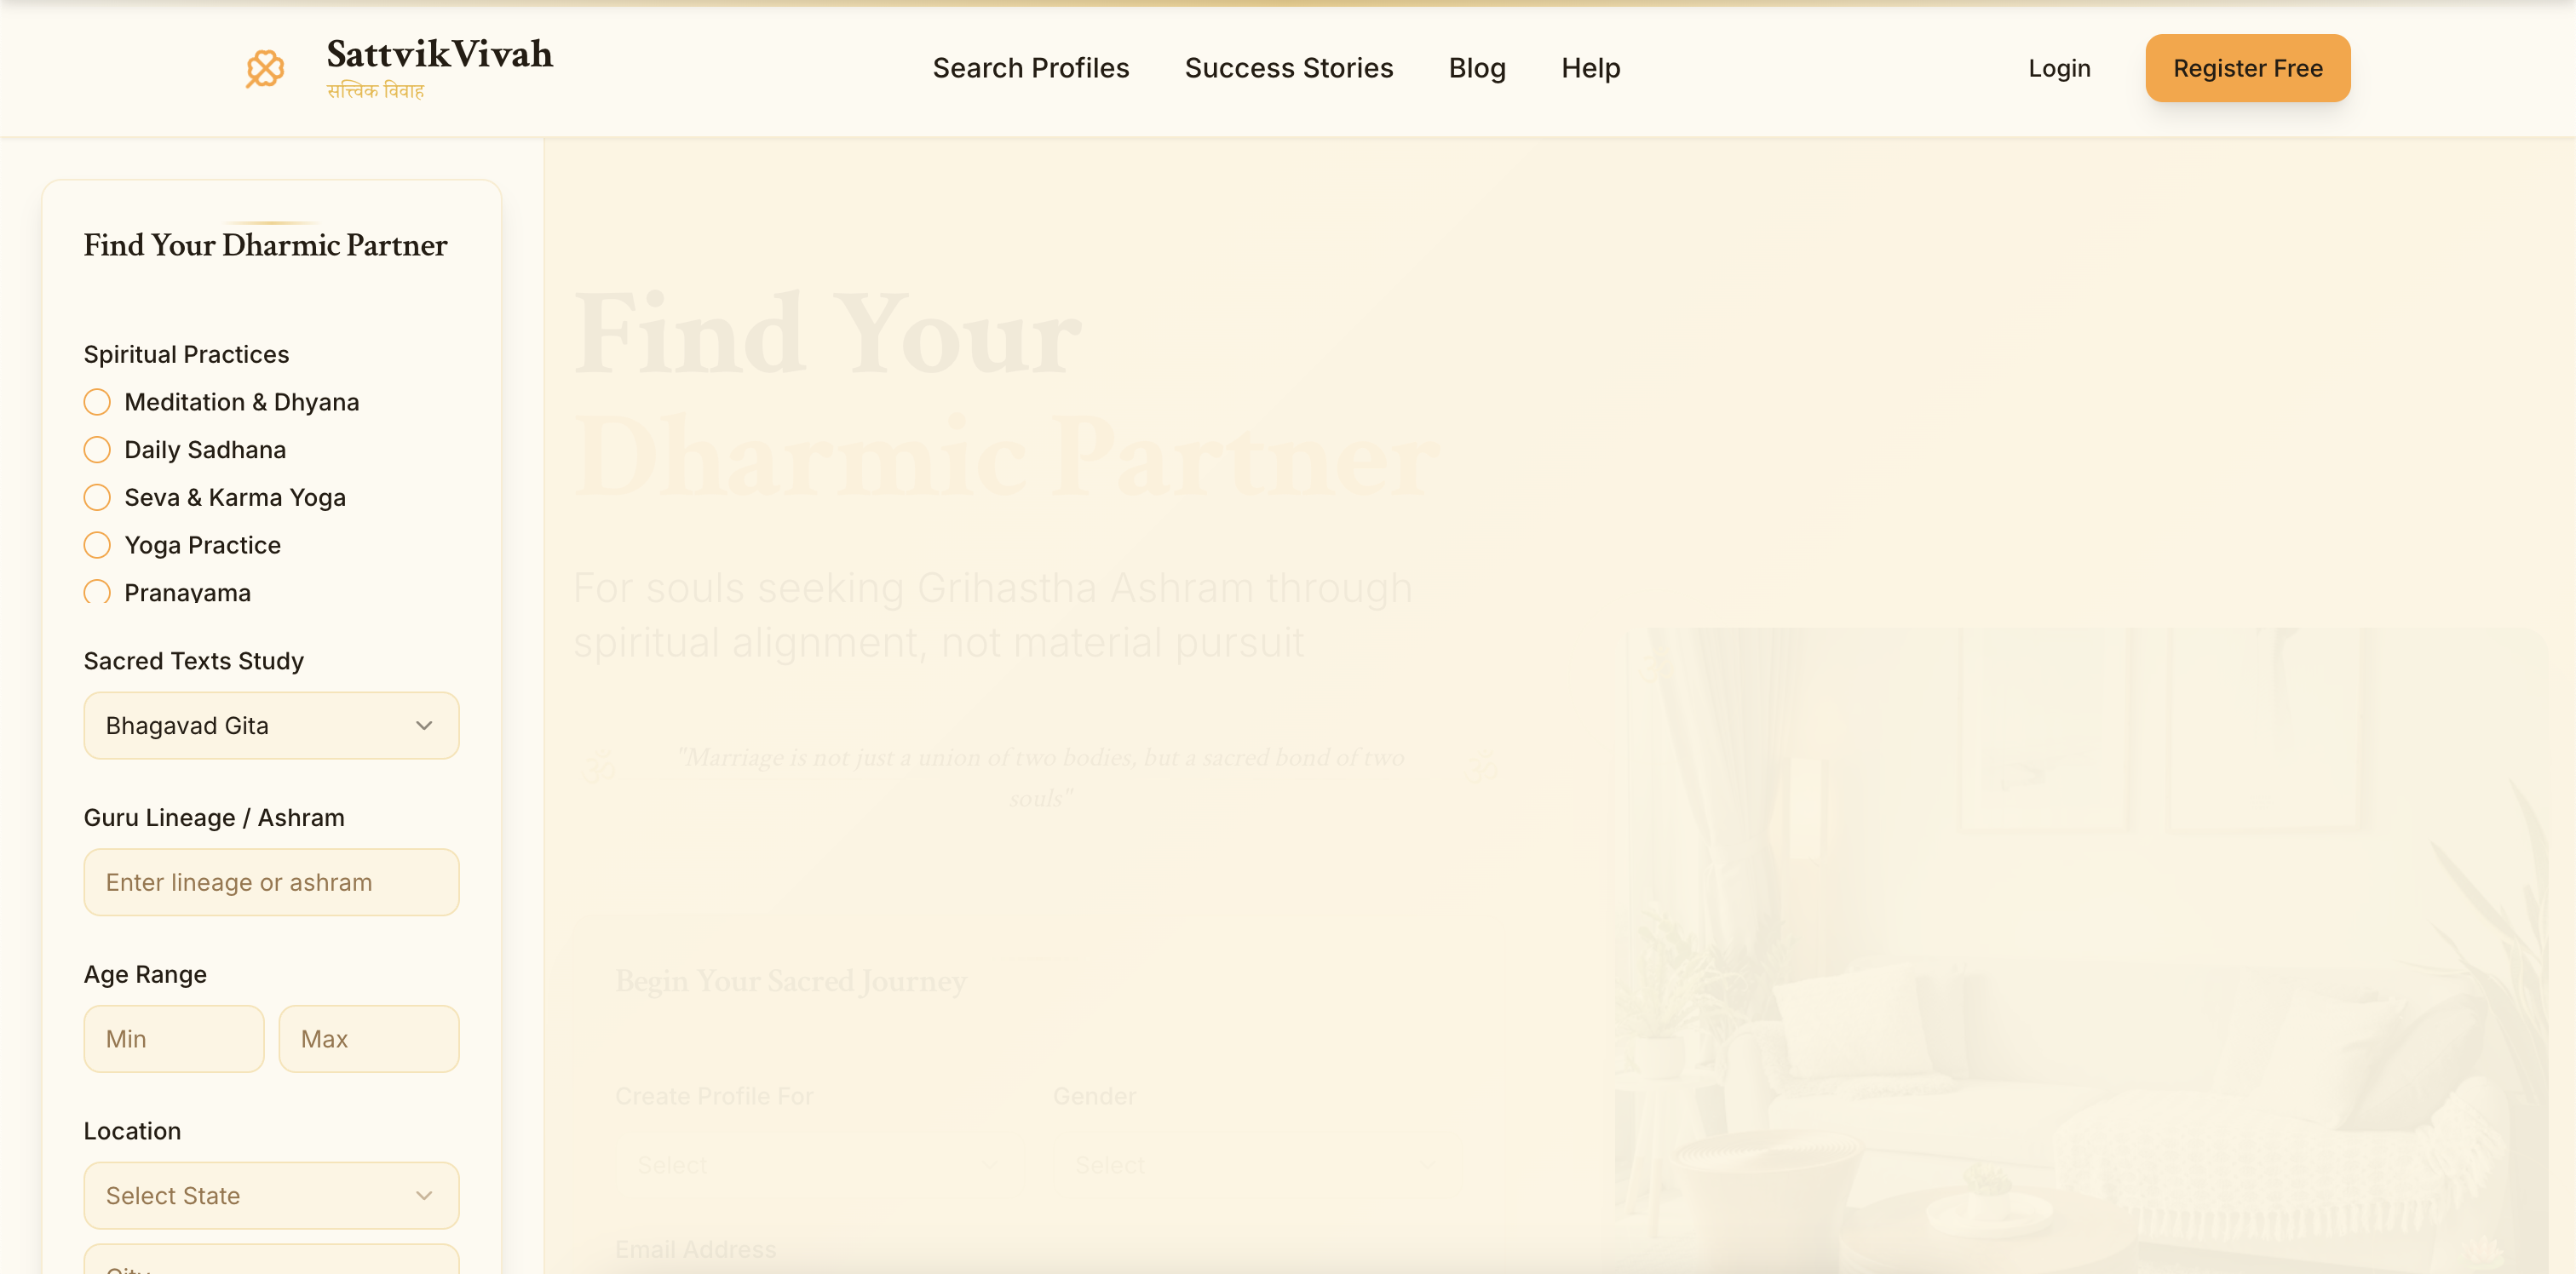 SattvikVivah
सत्त्विक विवाह
Search Profiles
Success Stories
Blog
Help
Login
Register Free
Find Your Dharmic Partner
Spiritual Practices
Meditation & Dhyana
Daily Sadhana
Seva & Karma Yoga
Yoga Practice
Pranayama
Sacred Texts Study
Bhagavad Gita
Guru Lineage / Ashram
Enter lineage or ashram
Age Range
Min
Max
Location
Select State
City
Find Your
Dharmic Partner
For souls seeking Grihastha Ashram through
spiritual alignment, not material pursuit
ॐ
"Marriage is not just a union of two bodies, but a sacred bond of two
souls"
ॐ
Begin Your Sacred Journey
Create Profile For
Gender
Select
Select
Email Address